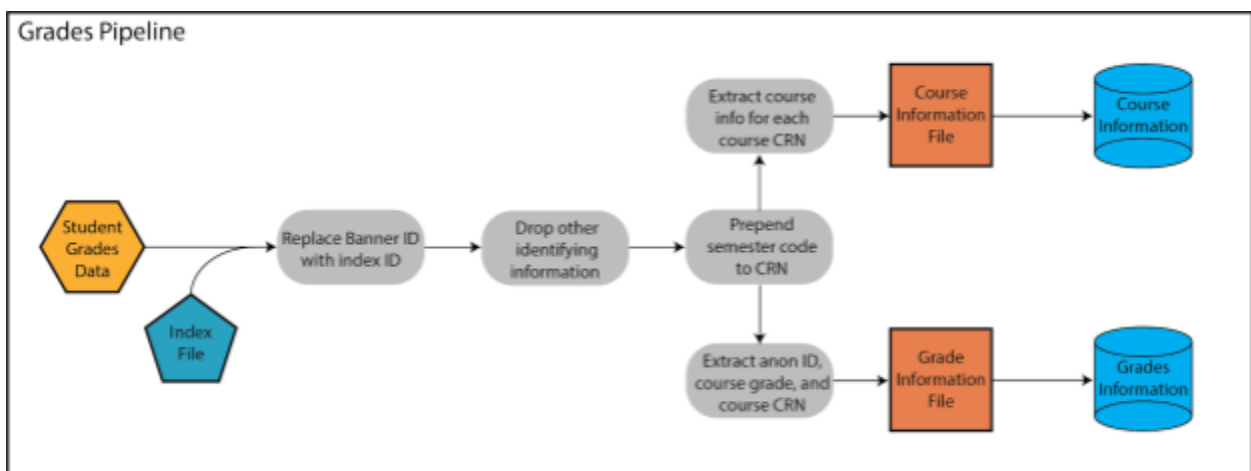 Grades Pipeline
Student
Grades
Data
Index
File
Replace Banner ID
with index ID
Drop other
identifying
information
Prepend
semester code
to CRN
Extract course
info for each
course CRN
Course
Information
File
Course
Information
Extract anon ID,
course grade, and
course CRN
Grade
Information
File
Grades
Information